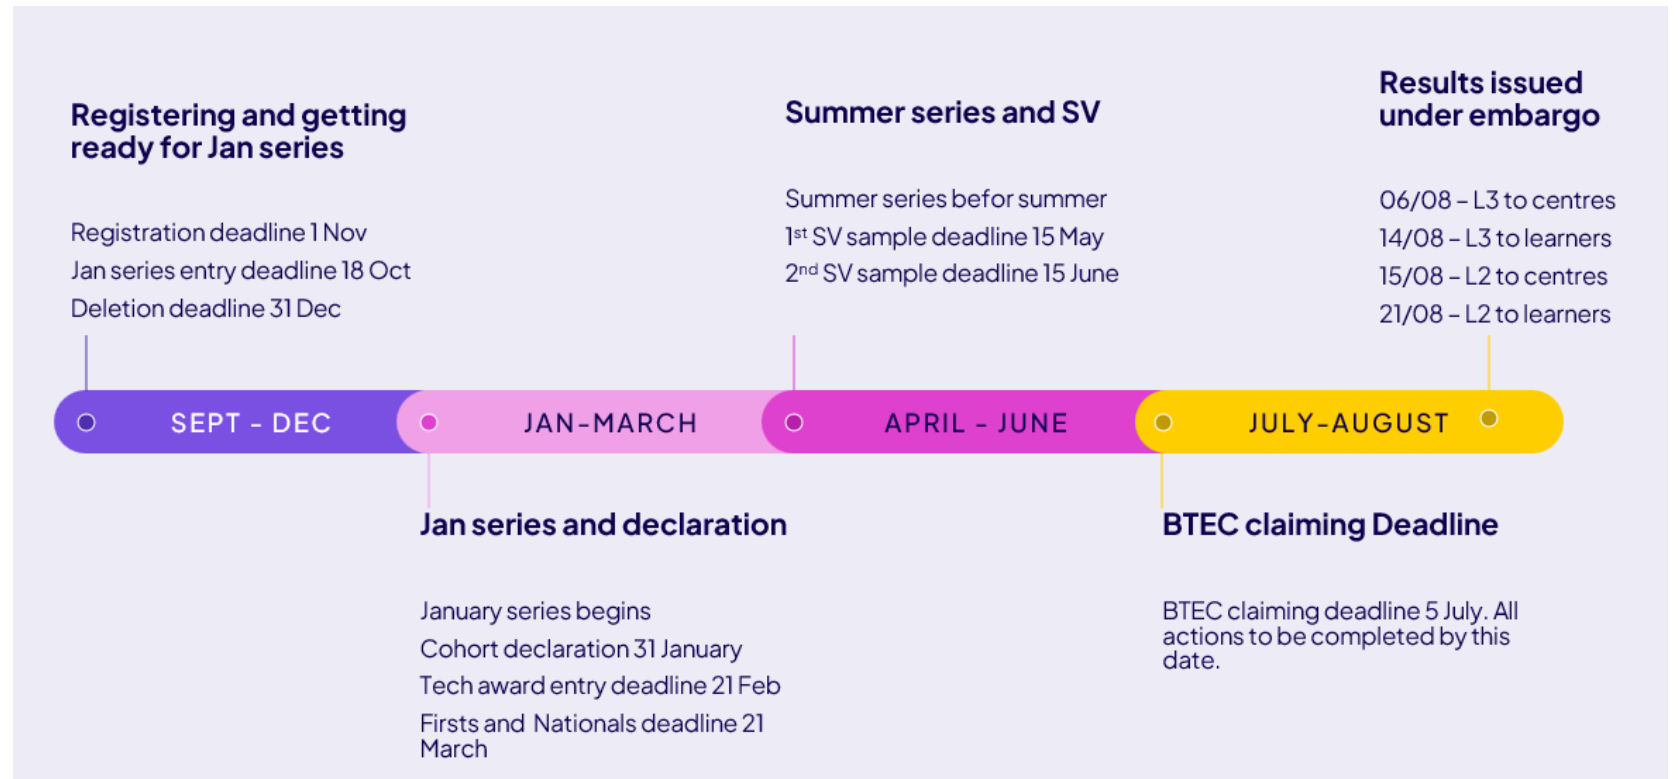 Registering and getting
ready for Jan series
Registration deadline 1 Nov
Jan series entry deadline 18 Oct
Deletion deadline 31 Dec
Summer series and SV
Summer series befor summer
1st SV sample deadline 15 May
2nd SV sample deadline 15 June
Results issued
under embargo
06/08 – L3 to centres
14/08 – L3 to learners
15/08 – L2 to centres
21/08 – L2 to learners
SEPT - DEC
JAN-MARCH
APRIL - JUNE
JULY-AUGUST
Jan series and declaration
January series begins
Cohort declaration 31 January
Tech award entry deadline 21 Feb
Firsts and Nationals deadline 21
March
BTEC claiming Deadline
BTEC claiming deadline 5 July. All
actions to be completed by this
date.